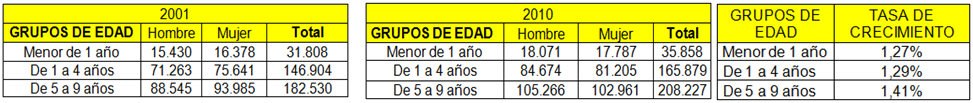 2001
GRUPOS DE EDAD Hombre Mujer Total
Menor de 1 año 15.430 16.378 31.808
De 1 a 4 años 71.263 75.641 146.904
De 5 a 9 años 88.545 93.985 182.530
2010
GRUPOS DE EDAD Hombre Mujer Total
Menor de 1 año 18.071 17.787 35.858
De 1 a 4 años 84.674 81.205 165.879
De 5 a 9 años 105.266 102.961 208.227
GRUPOS DE EDAD TASA DE CRECIMIENTO
Menor de 1 año 1,27%
De 1 a 4 años 1,29%
De 5 a 9 años 1,41%